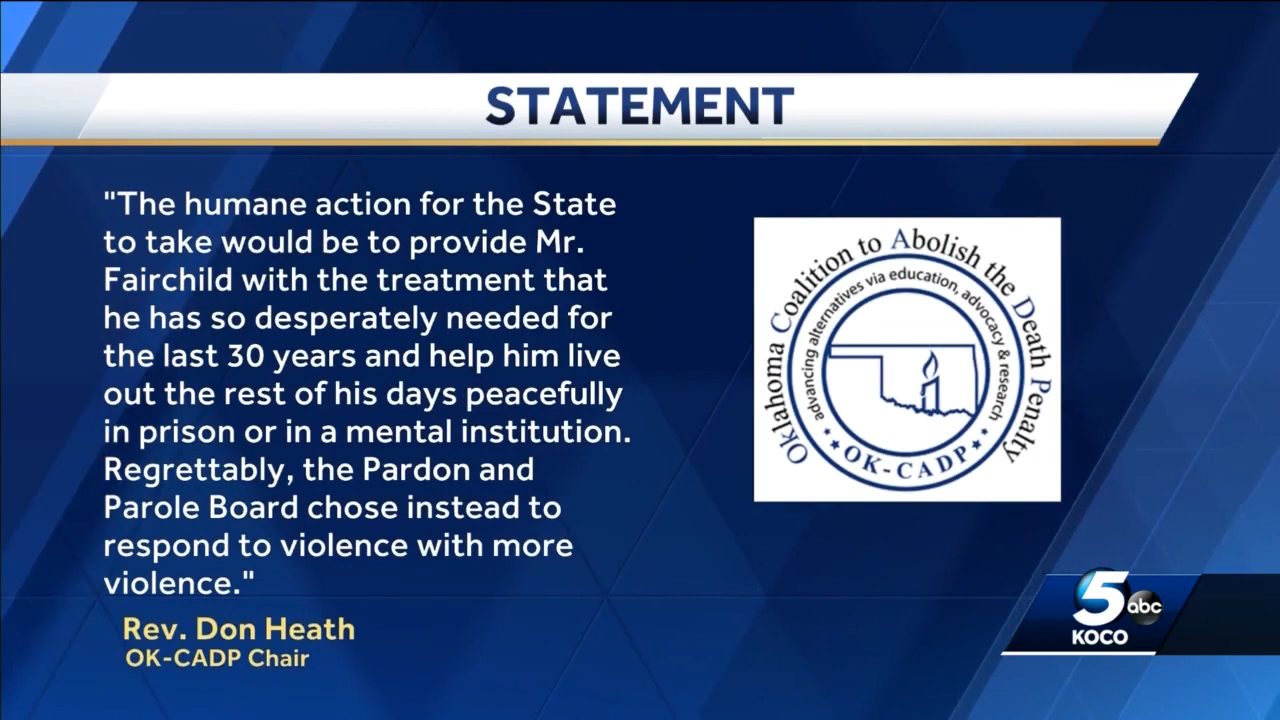 STATEMENT
"The humane action for the State
to take would be to provide Mr.
Fairchild with the treatment that
he has so desperately needed for
the last 30 years and help him live
out the rest of his days peacefully
in prison or in a mental institution.
Regrettably, the Pardon and
Parole Board chose instead to
respond to violence with more
violence."
Rev. Don Heath
OK-CADP Chair
Oklahoma Coalition to Abolish the Death Penalty
advancing alternatives via education, advocacy & research
OK-CADP
5
abc
KOCO